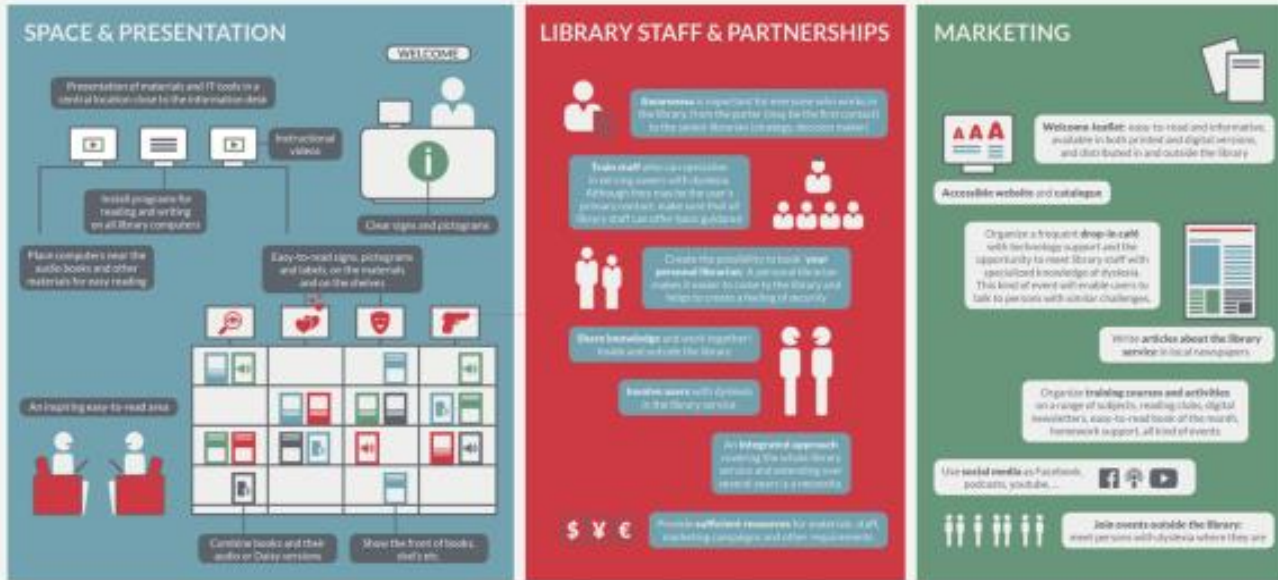 SPACE & PRESENTATION
WELCOME
Presentation of materials and IT tools in a
central location close to the information desk
Instructional
videos
Install programs for
reading and writing
on all library computers
Clear signs and pictograms
Place computers near the
audio books and other
materials for easy reading
Easy-to-read signs, pictograms
and labels, on the materials
and on the shelves
An inspiring easy-to-read area
Combine books and their
audio or Daisy versions
Show the front of books,
dvd's etc.
LIBRARY STAFF & PARTNERSHIPS
Awareness is important for everyone who works in
the library, from the porter (may be the first contact)
to the senior librarian (strategy, decision maker)
Train staff who can specialize
in serving users with dyslexia.
Although they may be the user's
primary contact, make sure that all
library staff can offer basic guidance
Create the possibility to book 'your
personal librarian'. A personal librarian
makes it easier to come to the library and
helps to create a feeling of security
Share knowledge and work together
inside and outside the library
Involve users with dyslexia
in the library service
An integrated approach
covering the whole library
service and extending over
several years is a necessity
$ ¥ €
Provide sufficient resources for materials, staff,
marketing campaigns and other requirements
MARKETING
A A A
Welcome leaflet: easy-to-read and informative,
available in both printed and digital versions,
and distributed in and outside the library
Accessible website and catalogue
Organize a frequent drop-in café
with technology support and the
opportunity to meet library staff with
specialized knowledge of dyslexia.
This kind of event will enable users to
talk to persons with similar challenges.
Write articles about the library
service in local newspapers
Organize training courses and activities
on a range of subjects, reading clubs, digital
newsletters, easy-to-read book of the month,
homework support, all kind of events
Use social media as Facebook,
podcasts, youtube, ...
Join events outside the library:
meet persons with dyslexia where they are